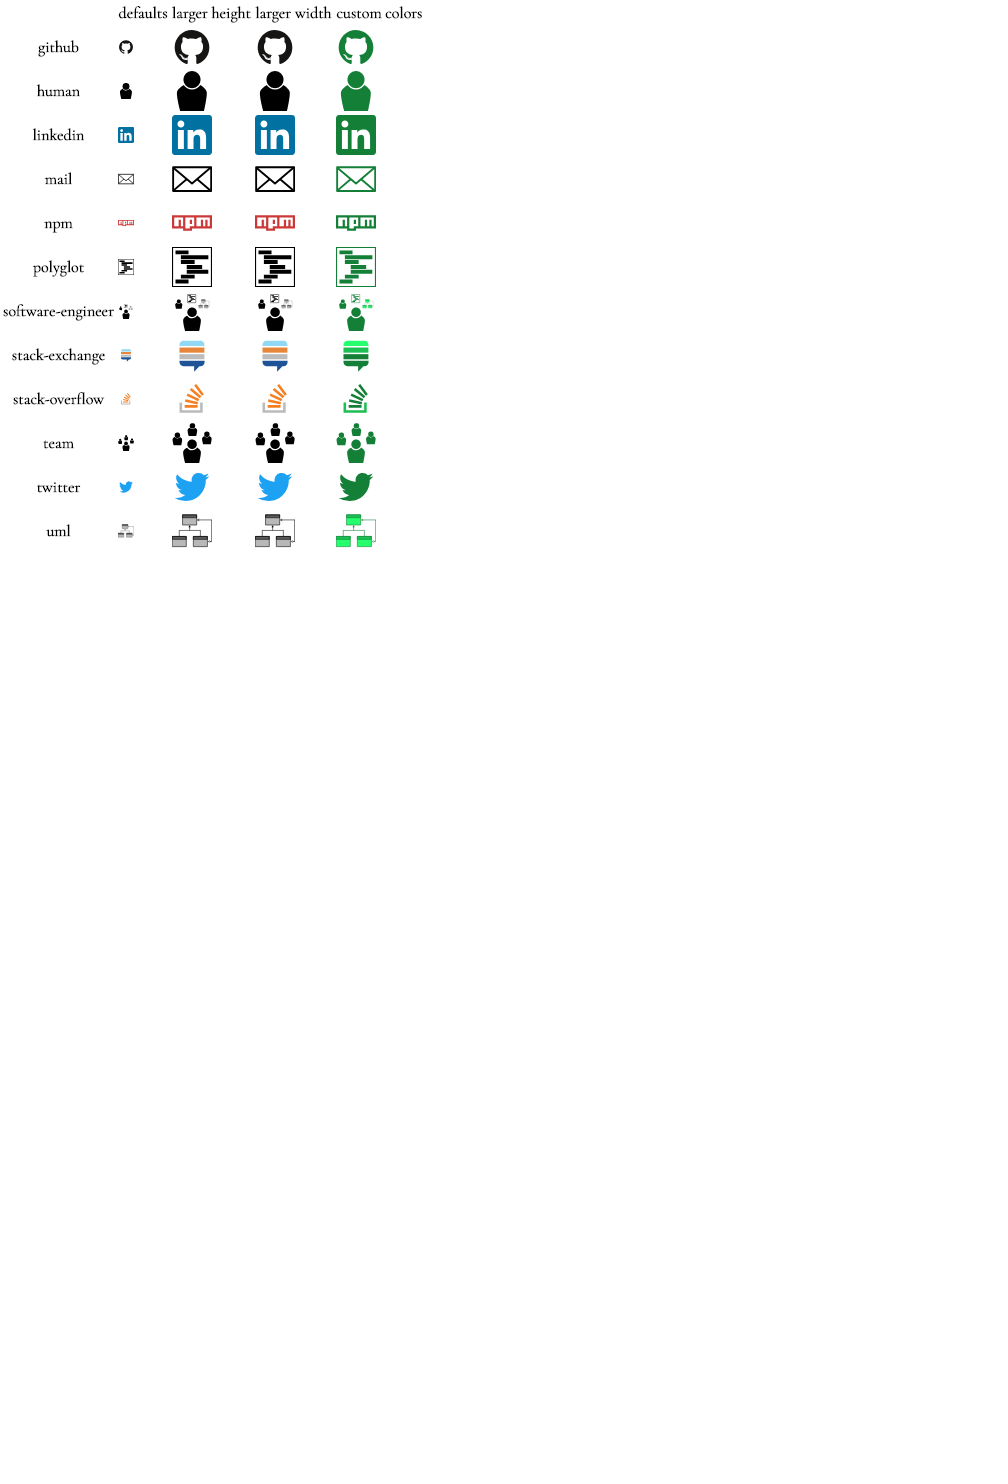 defaults larger height larger width custom colors
github
human
linkedin in in in in
mail
npm npm npm npm npm
polyglot
software-engineer
stack-exchange
stack-overflow
team
twitter
uml